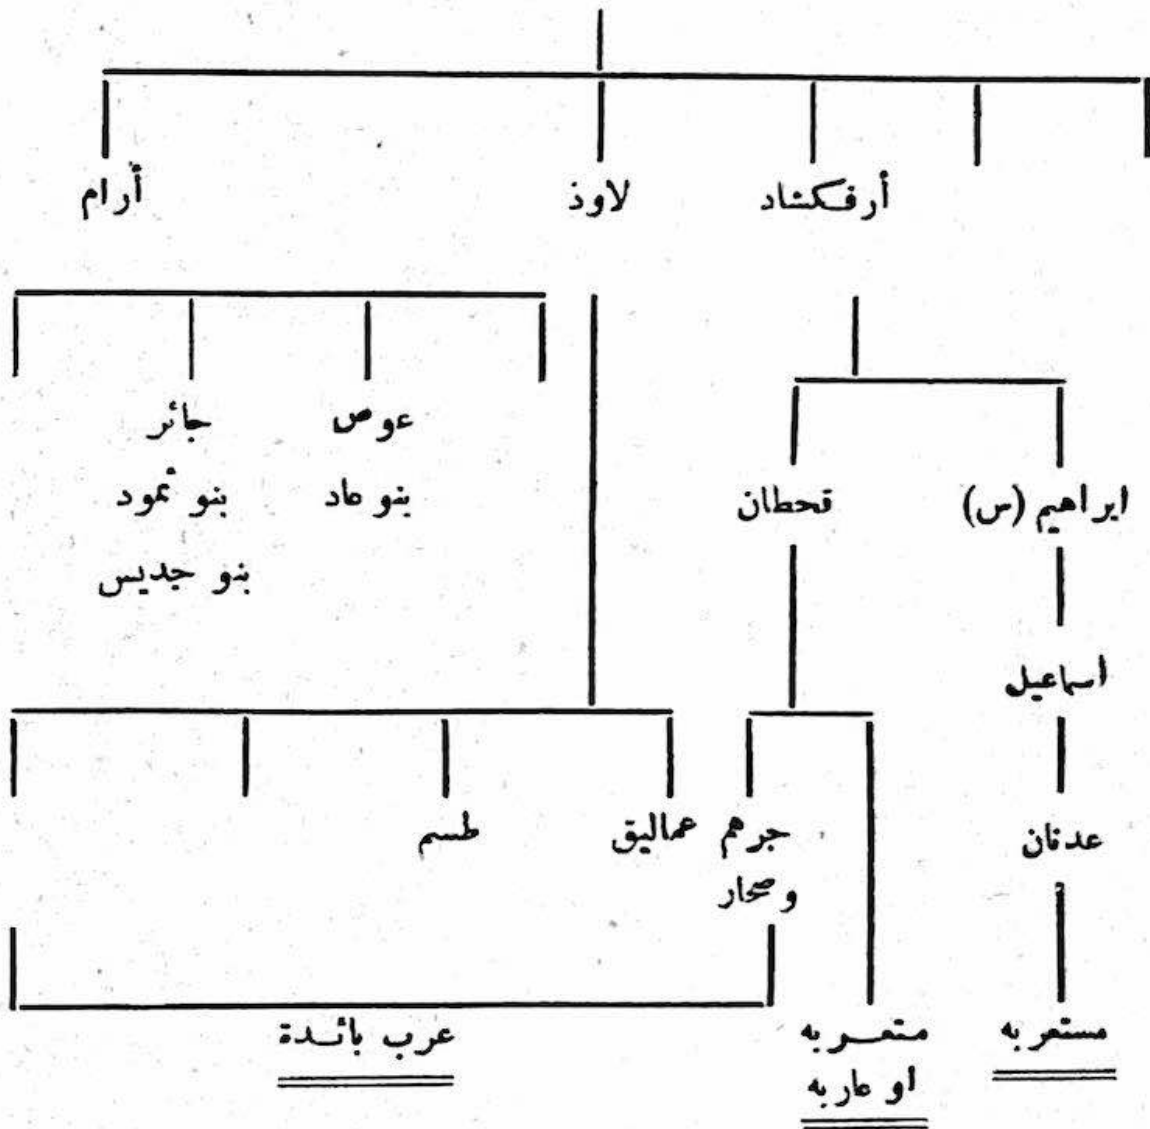 أرفكشاد لاوذ أرام
عوص جائر
ابراهيم (س) قحطان بنو عاد بنو ثمود
بنو جديس
أسماعيل
عدنان جرهم عماليق طسم
وصحار
مستعربه متعربه عرب بائدة
او عاربه